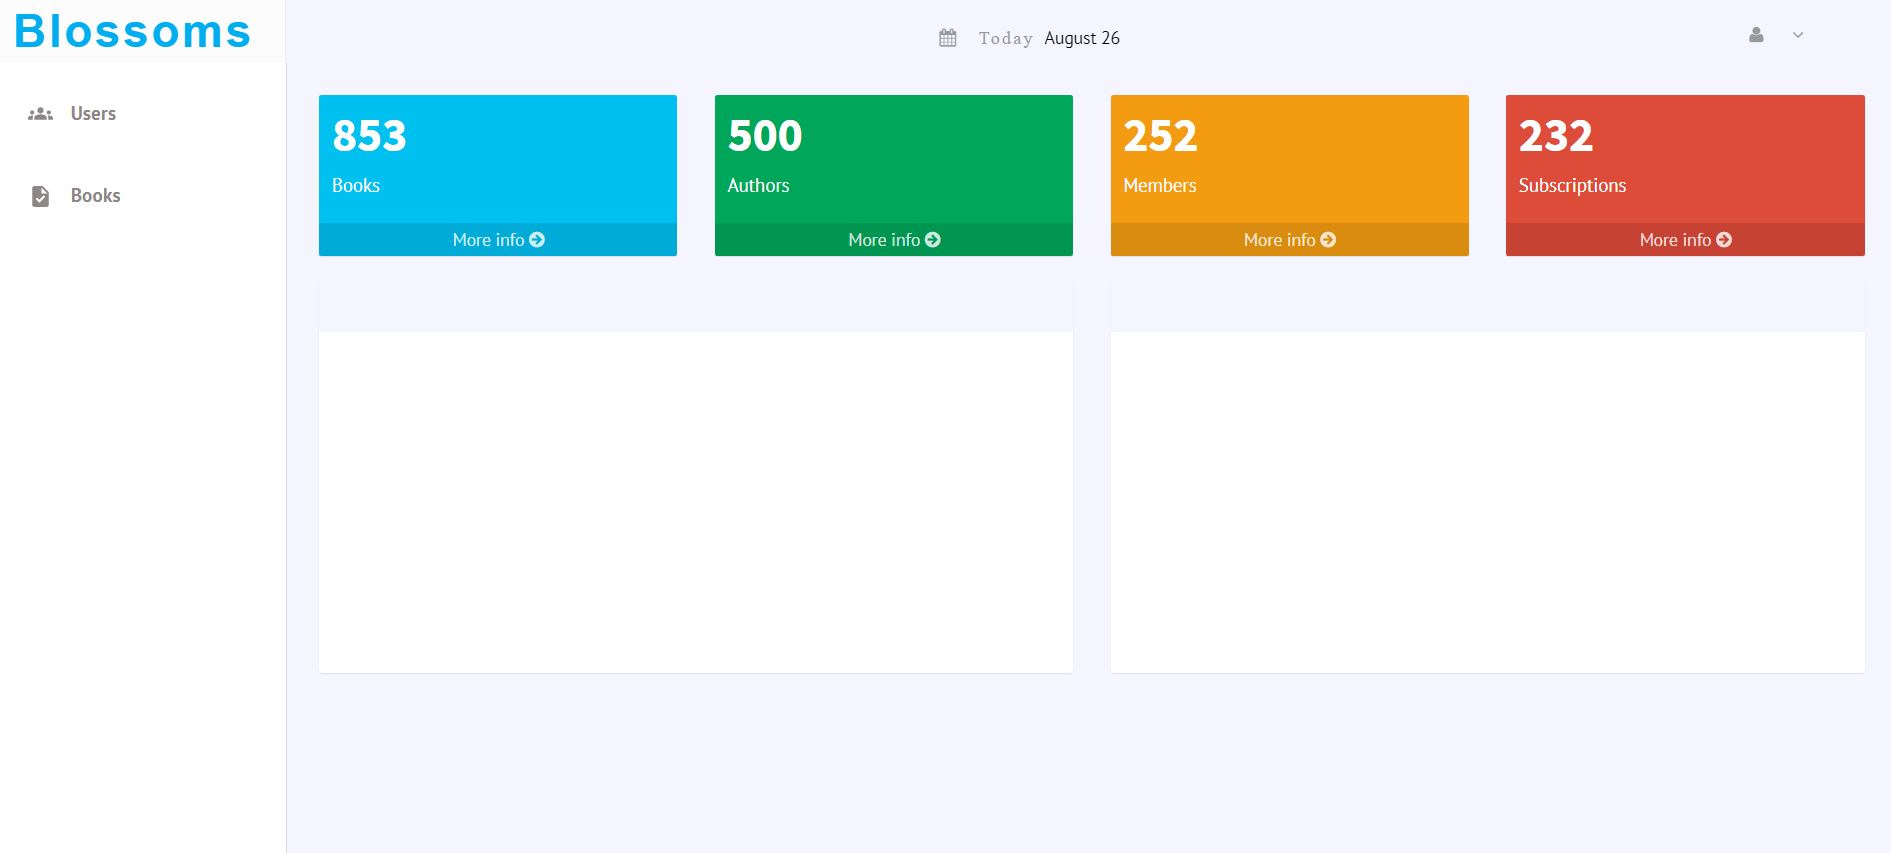 Blossoms
Today August 26
Users
Books
853
Books
More info
500
Authors
More info
252
Members
More info
232
Subscriptions
More info